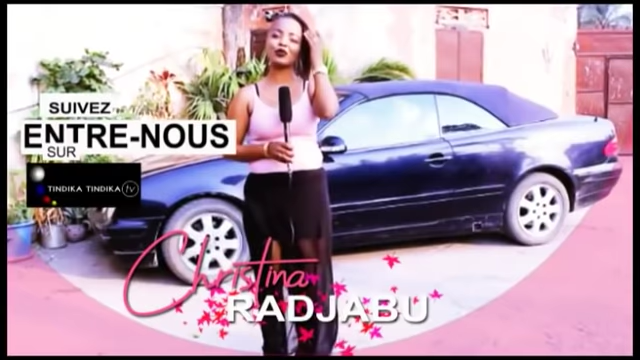 SUIVEZ
ENTRE-NOUS
SUR
TINDIKA TINDIKA tv
Christina
RADJABU